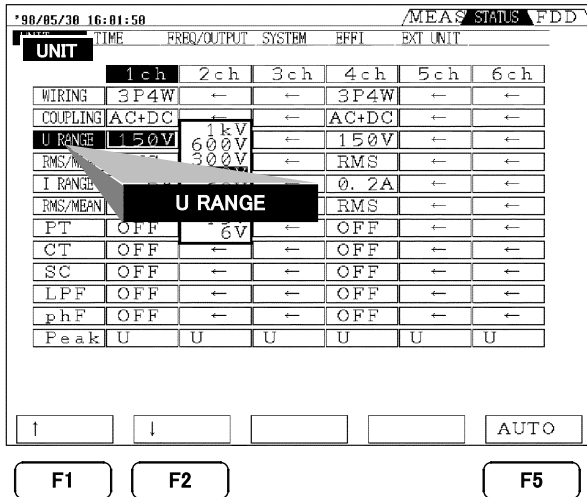 '98/05/30 16:01:50 MEAS STATUS FDD
UNIT TIME FREQ/OUTPUT SYSTEM EFFI EXT UNIT
UNIT
1ch 2ch 3ch 4ch 5ch 6ch
WIRING 3P4W ← ← 3P4W ← ←
COUPLING AC+DC ← ← AC+DC ← ←
1kV
U RANGE 150V 600V ← 150V ← ←
RMS/M 300V ← RMS ← ←
I RANGE ← 0.2A ← ←
U RANGE
RMS/MEAN RMS ← ←
PT OFF 6V ← OFF ← ←
CT OFF ← ← OFF ← ←
SC OFF ← ← OFF ← ←
LPF OFF ← ← OFF ← ←
phF OFF ← ← OFF ← ←
Peak U U U U U U
↑ ↓ AUTO
F1 F2 F5